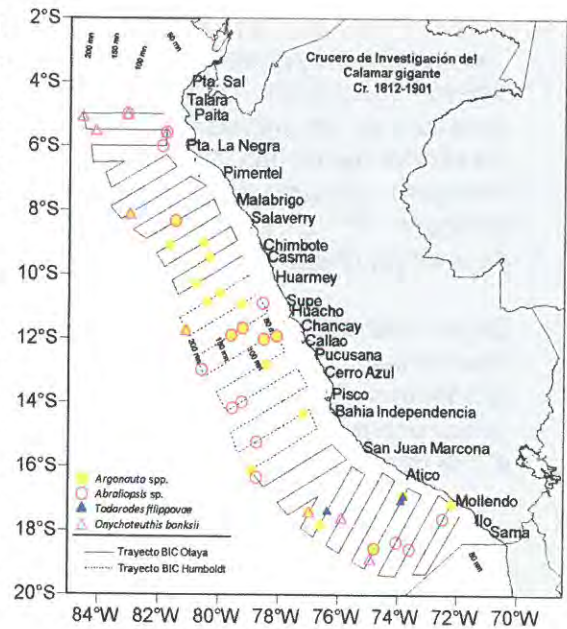 2°S
4°S
6°S
8°S
10°S
12°S
14°S
16°S
18°S
20°S
200 mn
150 mn
100 mn
Crucero de Investigación del
Calamar gigante
Cr. 1812-1901
Pta. Sal
Talara
Paita
Pta. La Negra
Pimentel
Malabrigo
Salaverry
Chimbote
Casma
Huarmey
Supe
Huacho
Chancay
Callao
Pucusana
Cerro Azul
Pisco
Bahia Independencia
San Juan Marcona
Atico
Mollendo
Ilo
Sama
200 mn
Argonauta spp.
Abraliopsis sp.
Onychoteuthis banksii
Trayecto BIC Olaya
Trayecto BIC Humboldt
84°W
82°W
80°W
78°W
76°W
74°W
72°W
70°W